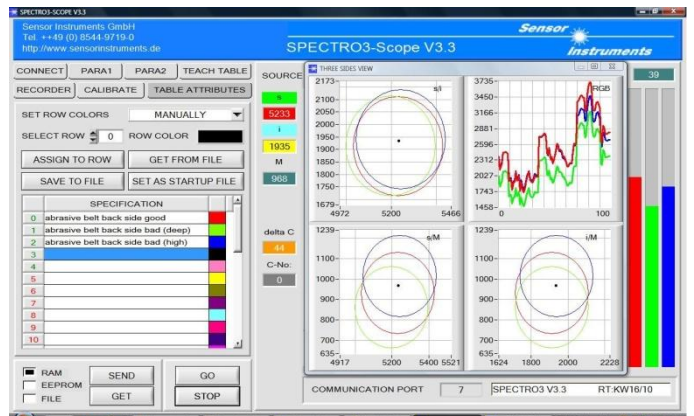 SPECTRO3-SCOPE V3.3
Sensor Instruments GmbH
Tel. ++49 (0) 8544-9719-0
http://www.sensorinstruments.de
SPECTRO3-Scope V3.3
Sensor
Instruments
CONNECT PARA1 PARA2 TEACH TABLE
RECORDER CALIBRATE TABLE ATTRIBUTES
SET ROW COLORS MANUALLY
SELECT ROW 0 ROW COLOR
ASSIGN TO ROW GET FROM FILE
SAVE TO FILE SET AS STARTUP FILE
SPECIFICATION
0 abrasive belt back side good
1 abrasive belt back side bad (deep)
2 abrasive belt back side bad (high)
3
4
5
6
7
8
9
10
RAM
EEPROM
FILE
SEND GO
GET STOP
SOURCE
s
5233
i
1935
M
968
delta C
44
C-No:
0
THREE SIDES VIEW
39
s/i
2173-
2100-
2050-
2000-
1950-
1900-
1850-
1800-
1750-
1679-
4972 5200 5466
RGB
3735-
3450-
3166-
2881-
2596-
2312-
2027-
1743-
1458-
0 100
s/M
1239-
1100-
1000-
900-
800-
700-
635-
4917 5200 5400 5521
i/M
1239-
1100-
1000-
900-
800-
700-
635-
1624 1800 2000 2228
COMMUNICATION PORT 7 SPECTRO3 V3.3 RT:KW16/10